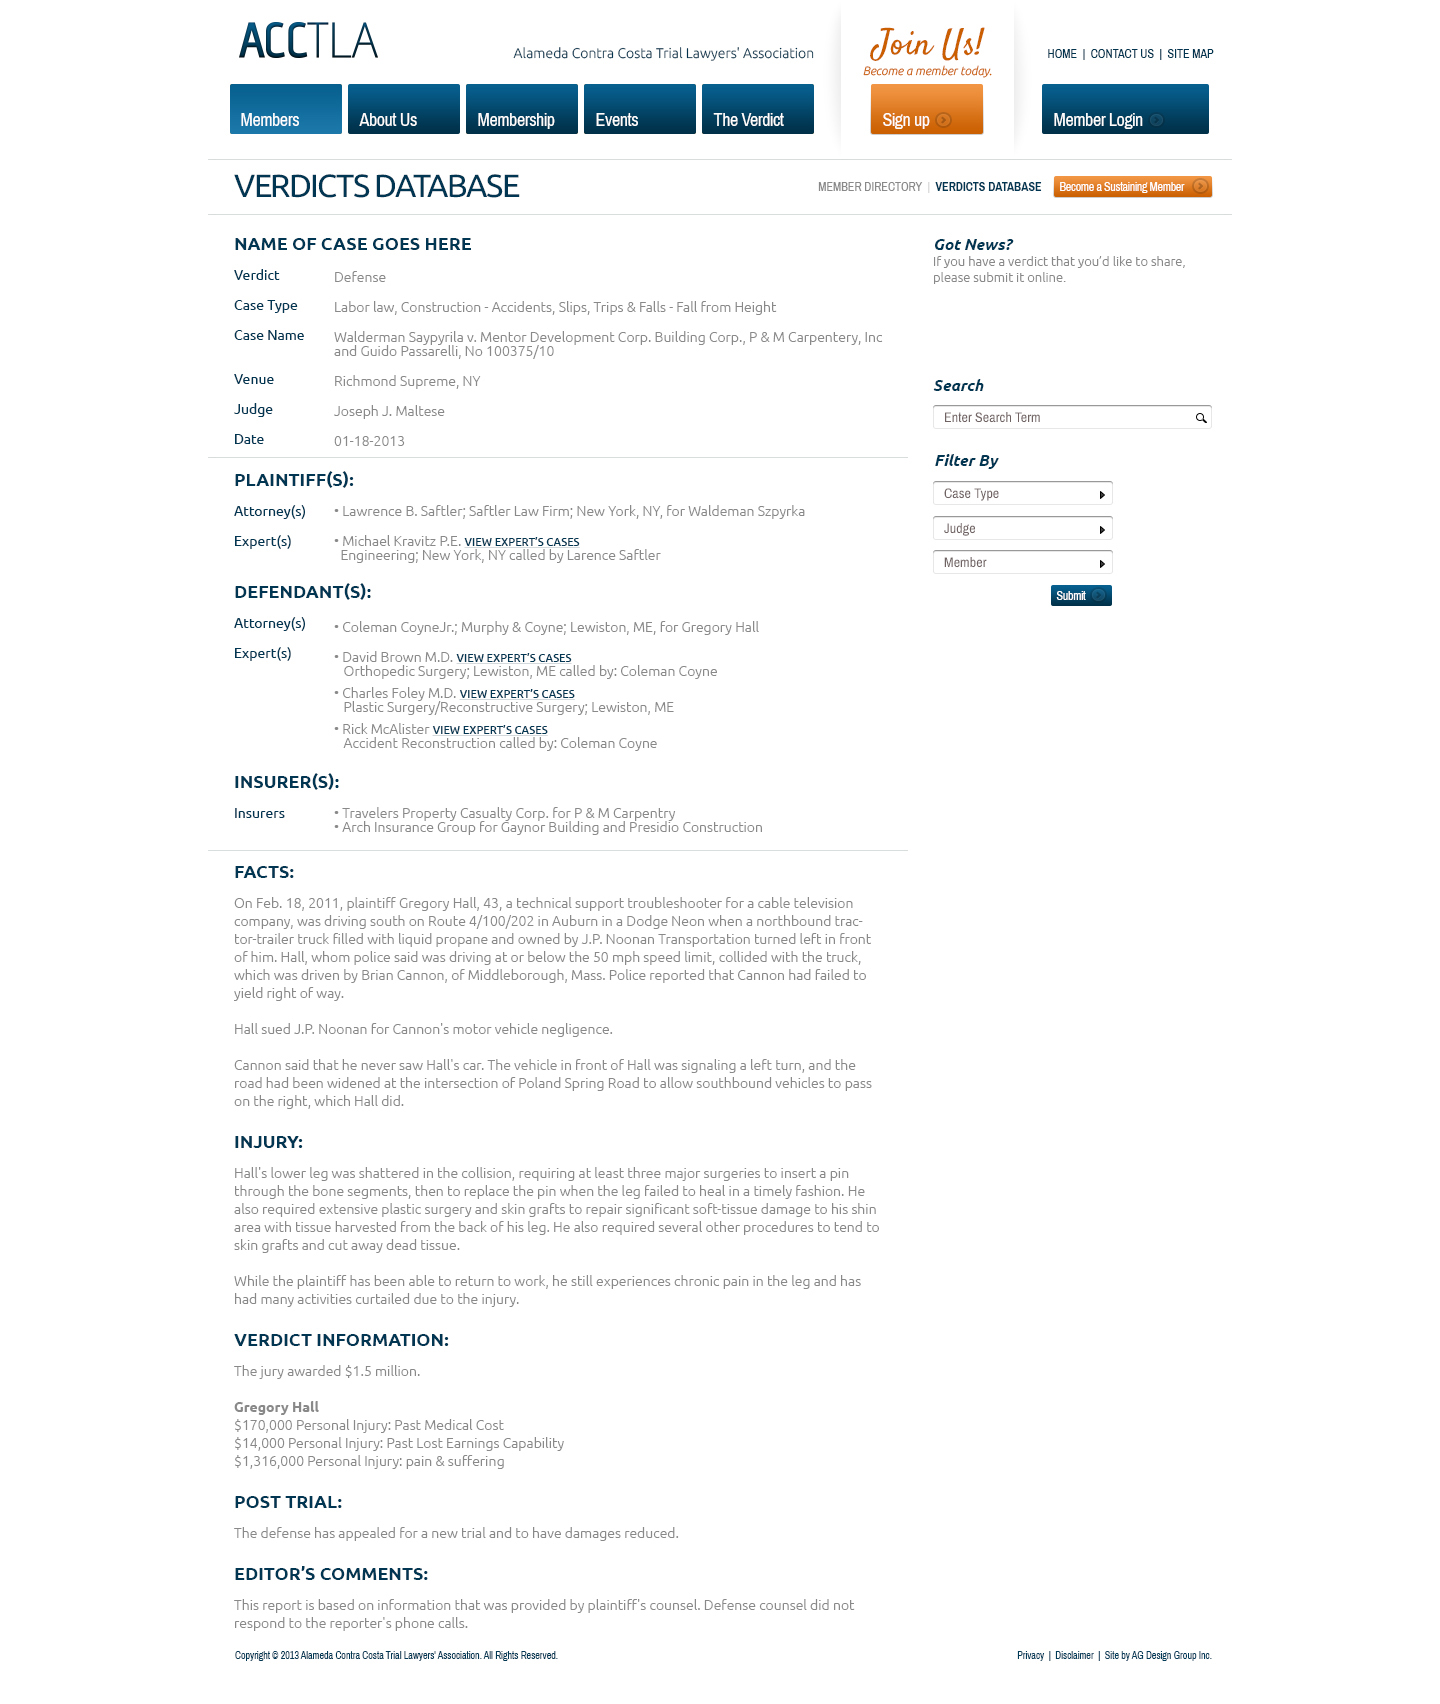 ACCTLA
Alameda Contra Costa Trial Lawyers' Association
Join Us!
Become a member today.
HOME | CONTACT US | SITE MAP
Members
About Us
Membership
Events
The Verdict
Sign up
Member Login
VERDICTS DATABASE
MEMBER DIRECTORY | VERDICTS DATABASE
Become a Sustaining Member
NAME OF CASE GOES HERE
Verdict Defense
Case Type Labor law, Construction - Accidents, Slips, Trips & Falls - Fall from Height
Case Name Walderman Saypyrila v. Mentor Development Corp. Building Corp., P & M Carpentery, Inc
and Guido Passarelli, No 100375/10
Venue Richmond Supreme, NY
Judge Joseph J. Maltese
Date 01-18-2013
PLAINTIFF(S):
Attorney(s) • Lawrence B. Saftler; Saftler Law Firm; New York, NY, for Waldeman Szpyrka
Expert(s) • Michael Kravitz P.E. VIEW EXPERT'S CASES
Engineering; New York, NY called by Larence Saftler
DEFENDANT(S):
Attorney(s) • Coleman CoyneJr.; Murphy & Coyne; Lewiston, ME, for Gregory Hall
Expert(s) • David Brown M.D. VIEW EXPERT'S CASES
Orthopedic Surgery; Lewiston, ME called by: Coleman Coyne
• Charles Foley M.D. VIEW EXPERT'S CASES
Plastic Surgery/Reconstructive Surgery; Lewiston, ME
• Rick McAlister VIEW EXPERT'S CASES
Accident Reconstruction called by: Coleman Coyne
INSURER(S):
Insurers • Travelers Property Casualty Corp. for P & M Carpentry
• Arch Insurance Group for Gaynor Building and Presidio Construction
FACTS:
On Feb. 18, 2011, plaintiff Gregory Hall, 43, a technical support troubleshooter for a cable television
company, was driving south on Route 4/100/202 in Auburn in a Dodge Neon when a northbound trac-
tor-trailer truck filled with liquid propane and owned by J.P. Noonan Transportation turned left in front
of him. Hall, whom police said was driving at or below the 50 mph speed limit, collided with the truck,
which was driven by Brian Cannon, of Middleborough, Mass. Police reported that Cannon had failed to
yield right of way.
Hall sued J.P. Noonan for Cannon's motor vehicle negligence.
Cannon said that he never saw Hall's car. The vehicle in front of Hall was signaling a left turn, and the
road had been widened at the intersection of Poland Spring Road to allow southbound vehicles to pass
on the right, which Hall did.
INJURY:
Hall's lower leg was shattered in the collision, requiring at least three major surgeries to insert a pin
through the bone segments, then to replace the pin when the leg failed to heal in a timely fashion. He
also required extensive plastic surgery and skin grafts to repair significant soft-tissue damage to his shin
area with tissue harvested from the back of his leg. He also required several other procedures to tend to
skin grafts and cut away dead tissue.
While the plaintiff has been able to return to work, he still experiences chronic pain in the leg and has
had many activities curtailed due to the injury.
VERDICT INFORMATION:
The jury awarded $1.5 million.
Gregory Hall
$170,000 Personal Injury: Past Medical Cost
$14,000 Personal Injury: Past Lost Earnings Capability
$1,316,000 Personal Injury: pain & suffering
POST TRIAL:
The defense has appealed for a new trial and to have damages reduced.
EDITOR'S COMMENTS:
This report is based on information that was provided by plaintiff's counsel. Defense counsel did not
respond to the reporter's phone calls.
Got News?
If you have a verdict that you'd like to share,
please submit it online.
Search
Enter Search Term
Filter By
Case Type
Judge
Member
Submit
Copyright © 2013 Alameda Contra Costa Trial Lawyers' Association. All Rights Reserved.
Privacy | Disclaimer | Site by AG Design Group Inc.